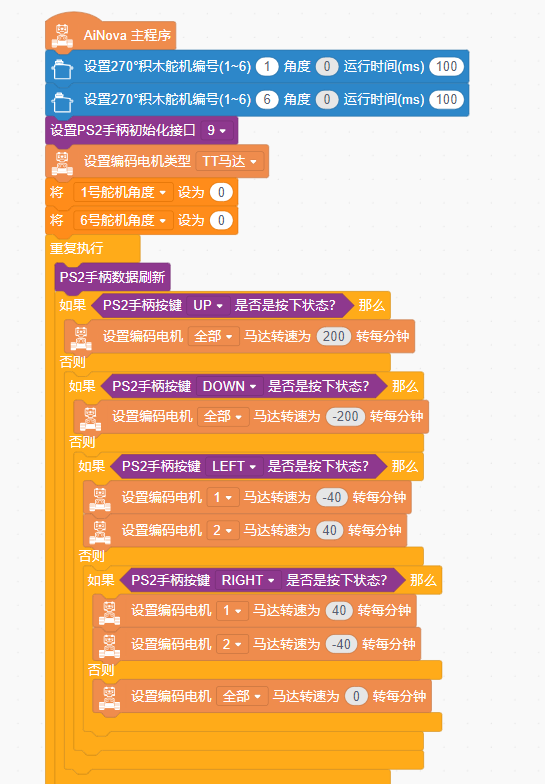 AiNova 主程序
设置270°积木舵机编号(1~6) 1 角度 0 运行时间(ms) 100
设置270°积木舵机编号(1~6) 6 角度 0 运行时间(ms) 100
设置PS2手柄初始化接口 9
设置编码电机类型 TT马达
将 1号舵机角度 设为 0
将 6号舵机角度 设为 0
重复执行
PS2手柄数据刷新
如果 PS2手柄按键 UP 是否是按下状态? 那么
设置编码电机 全部 马达转速为 200 转每分钟
否则
如果 PS2手柄按键 DOWN 是否是按下状态? 那么
设置编码电机 全部 马达转速为 -200 转每分钟
否则
如果 PS2手柄按键 LEFT 是否是按下状态? 那么
设置编码电机 1 马达转速为 -40 转每分钟
设置编码电机 2 马达转速为 40 转每分钟
否则
如果 PS2手柄按键 RIGHT 是否是按下状态? 那么
设置编码电机 1 马达转速为 40 转每分钟
设置编码电机 2 马达转速为 -40 转每分钟
否则
设置编码电机 全部 马达转速为 0 转每分钟